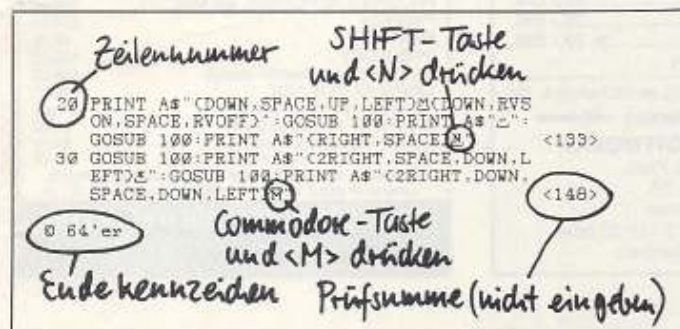 Zeilennummer
SHIFT-Taste
und <N> drücken
20 PRINT A$"(DOWN,SPACE,UP,LEFT)M(DOWN,RVS
ON,SPACE,RVOFF)":GOSUB 100:PRINT A$" ":
GOSUB 100:PRINT A$"(RIGHT,SPACE)N" <133>
30 GOSUB 100:PRINT A$"(2RIGHT,SPACE,DOWN,L
EFT) ":GOSUB 100:PRINT A$"(2RIGHT,DOWN,
SPACE,DOWN,LEFT)M" <148>
© 64'er
Commodore-Taste
und <M> drücken
Endekennzeichen
Prüfsumme (nicht eingeben)